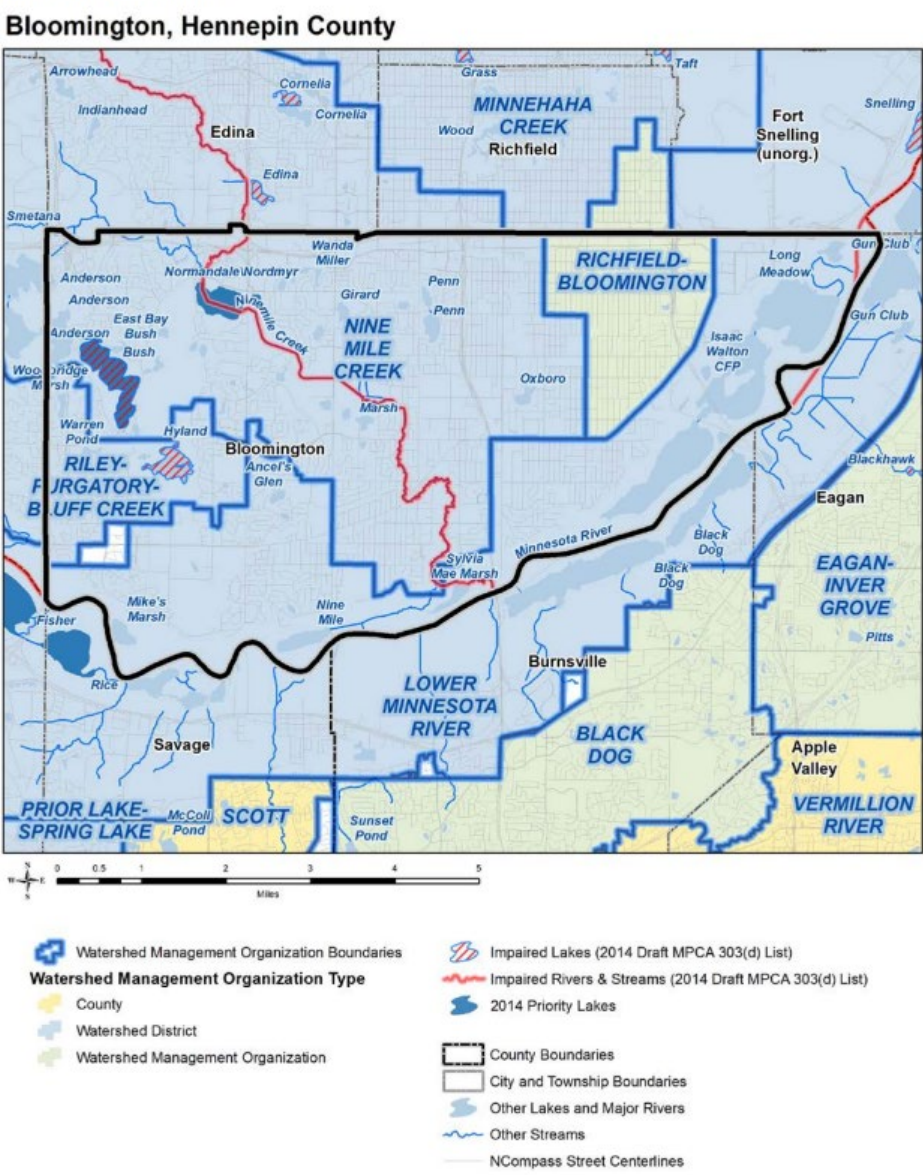 Bloomington, Hennepin County
Arrowhead
Indianhead
Edina
Cornelia
Cornelia
Edina
Grass
Taft
MINNEHAHA
CREEK
Wood
Richfield
Fort
Snelling
(unorg.)
Snelling
Smetana
Wanda
Miller
Normandale
Nordmyr
Anderson
Anderson
Anderson
East Bay
Bush
Bush
Ninemile Creek
Girard
Penn
Penn
NINE
MILE
CREEK
RICHFIELD-
BLOOMINGTON
Long
Meadow
Gun Club
Gun Club
Isaac
Walton
CFP
Oxboro
Woodridge
Marsh
Marsh
Warren
Pond
Hyland
Bloomington
Ancel's
Glen
RILEY-
PURGATORY-
BLUFF CREEK
Blackhawk
Eagan
Minnesota River
Black
Dog
Black
Dog
Sylvia
Mae Marsh
EAGAN-
INVER
GROVE
Pitts
Mike's
Marsh
Nine
Mile
Fisher
Rice
Burnsville
LOWER
MINNESOTA
RIVER
BLACK
DOG
Savage
Apple
Valley
VERMILLION
RIVER
PRIOR LAKE-
SPRING LAKE
McColl
Pond
SCOTT
Sunset
Pond
N
W E
S
0 0.5 1 2 3 4 5
Miles
Watershed Management Organization Boundaries
Watershed Management Organization Type
County
Watershed District
Watershed Management Organization
Impaired Lakes (2014 Draft MPCA 303(d) List)
Impaired Rivers & Streams (2014 Draft MPCA 303(d) List)
2014 Priority Lakes
County Boundaries
City and Township Boundaries
Other Lakes and Major Rivers
Other Streams
NCompass Street Centerlines